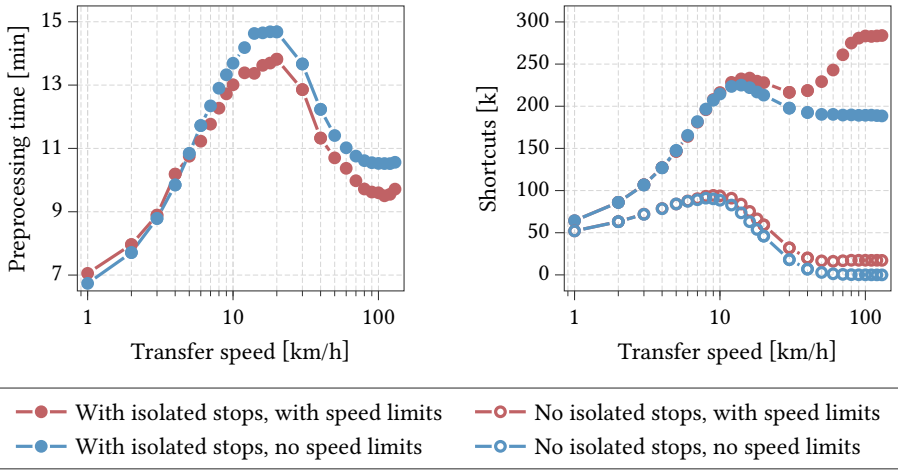 15
13
11
9
7
Preprocessing time [min]
1
10
100
Transfer speed [km/h]
300
250
200
150
100
50
0
Shortcuts [k]
1
10
100
Transfer speed [km/h]
With isolated stops, with speed limits
No isolated stops, with speed limits
With isolated stops, no speed limits
No isolated stops, no speed limits